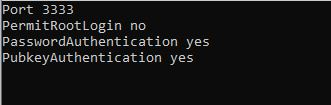 Port 3333
PermitRootLogin no
PasswordAuthentication yes
PubkeyAuthentication yes